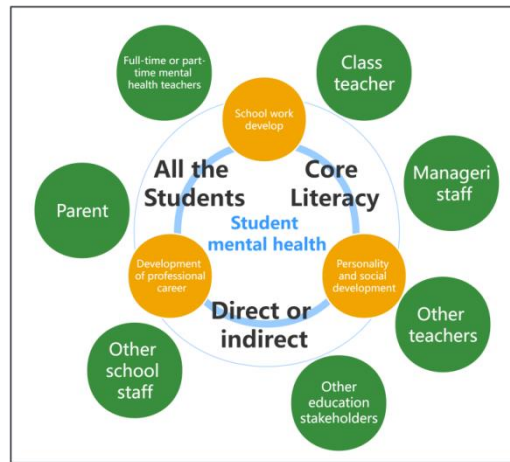 Full-time or part-
time mental
health teachers
Class
teacher
School work
develop
All the
Students
Core
Literacy
Manageri
staff
Parent
Student
mental health
Development
of professional
career
Personality
and social
development
Direct or
indirect
Other
teachers
Other
school
staff
Other
education
stakeholders